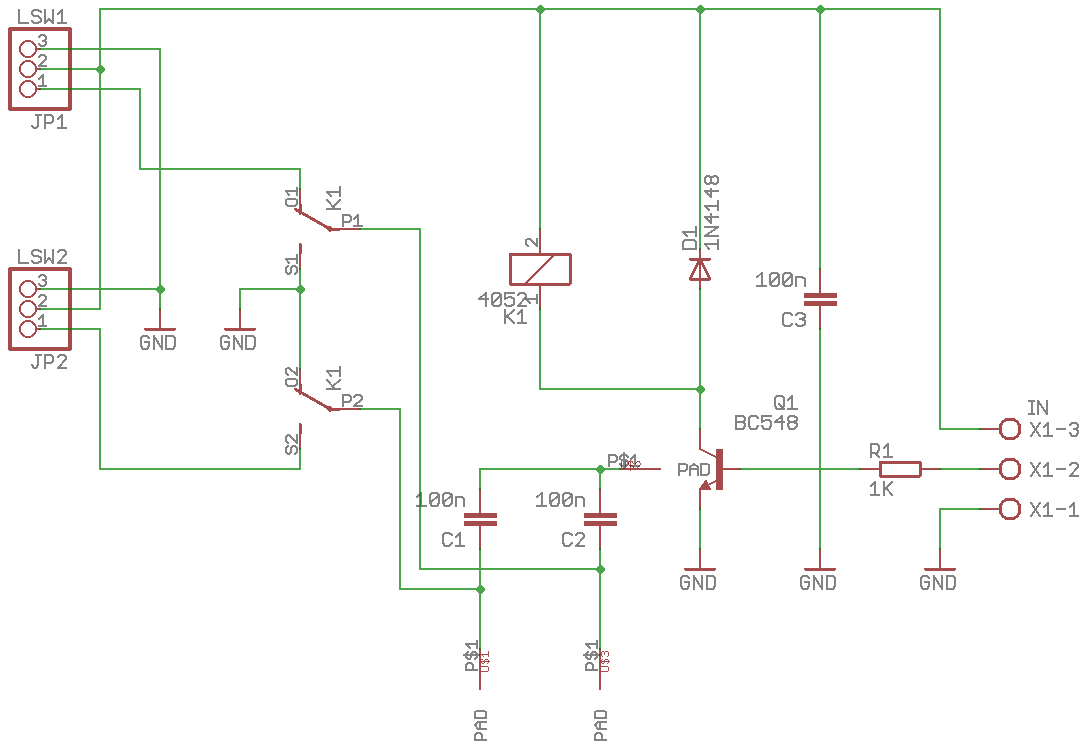 LSW1
3
2
1
JP1
O1
K1
P1
S1
LSW2
3
2
1
JP2
GND
GND
O2
K1
P2
S2
2
4052
1
K1
D1
1N4148
100n
C3
Q1
BC548
IN
X1-3
R1
X1-2
1K
X1-1
P$1
PAD
100n
C1
100n
C2
GND
GND
GND
P$1
U$1
P$1
U$3
PAD
PAD